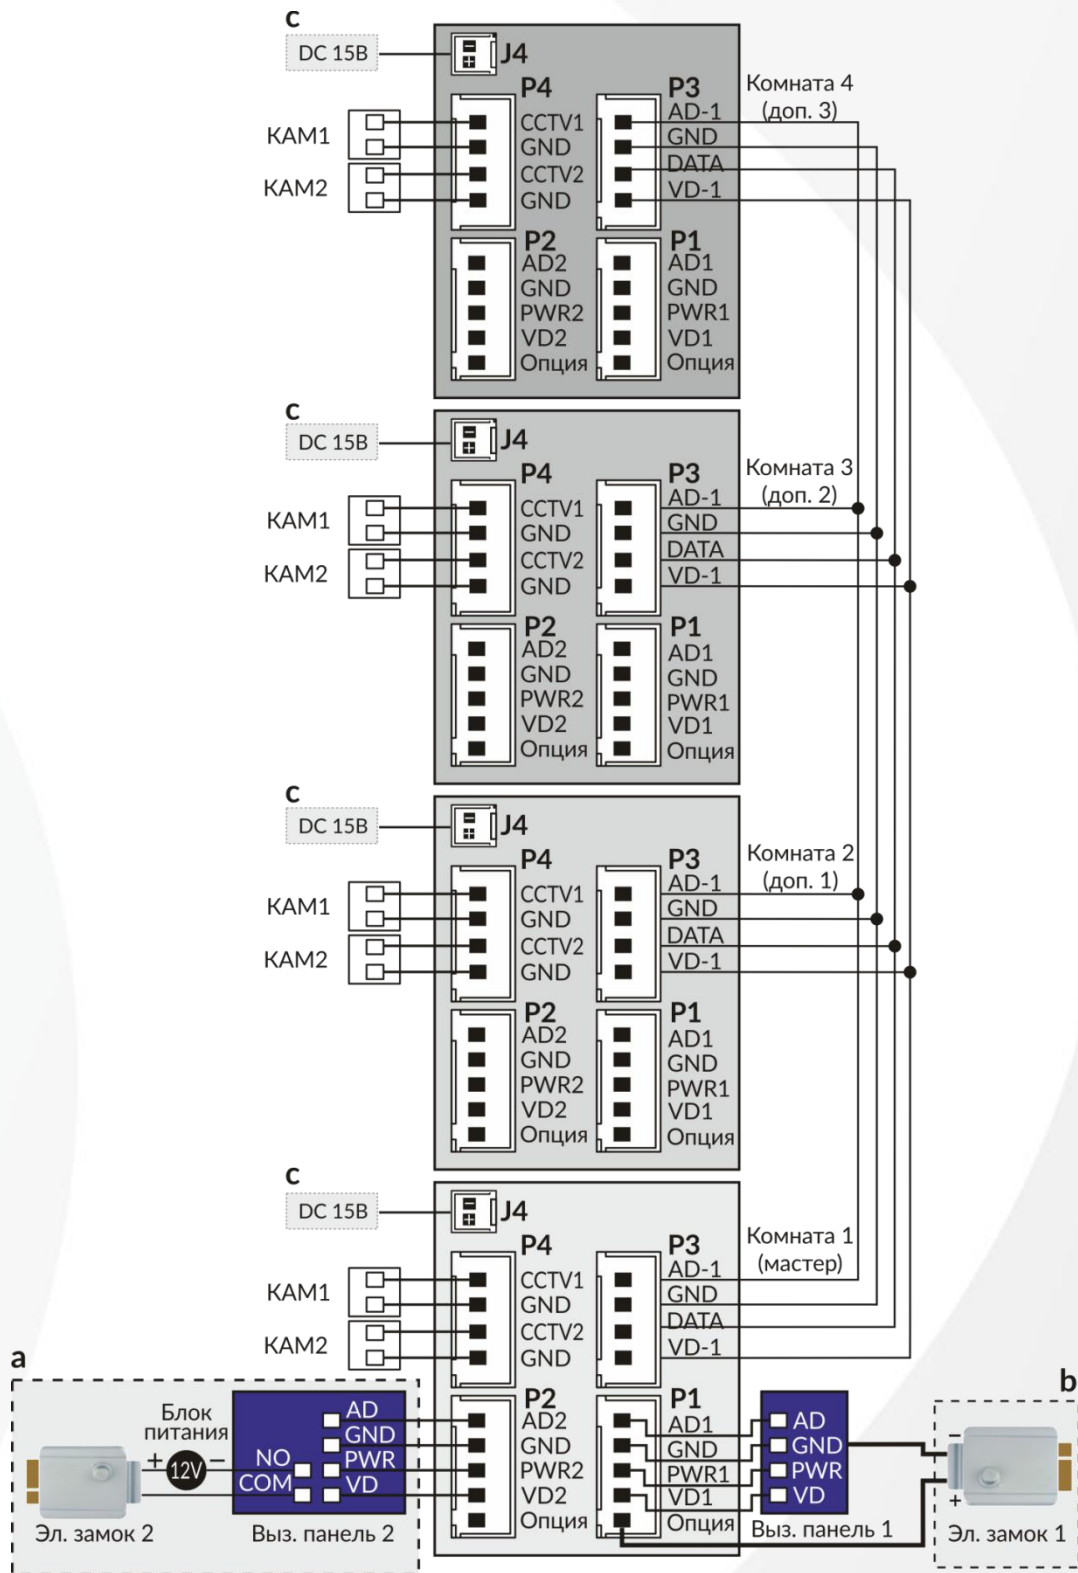 c
DC 15В
J4
P4
P3
Комната 4
(доп. 3)
КАМ1
КАМ2
CCTV1
GND
CCTV2
GND
AD-1
GND
DATA
VD-1
P2
AD2
GND
PWR2
VD2
Опция
P1
AD1
GND
PWR1
VD1
Опция
c
DC 15В
J4
P4
P3
Комната 3
(доп. 2)
КАМ1
КАМ2
CCTV1
GND
CCTV2
GND
AD-1
GND
DATA
VD-1
P2
AD2
GND
PWR2
VD2
Опция
P1
AD1
GND
PWR1
VD1
Опция
c
DC 15В
J4
P4
P3
Комната 2
(доп. 1)
КАМ1
КАМ2
CCTV1
GND
CCTV2
GND
AD-1
GND
DATA
VD-1
P2
AD2
GND
PWR2
VD2
Опция
P1
AD1
GND
PWR1
VD1
Опция
c
DC 15В
J4
P4
P3
Комната 1
(мастер)
КАМ1
КАМ2
CCTV1
GND
CCTV2
GND
AD-1
GND
DATA
VD-1
a
Блок
питания
+ 12V −
NO
COM
AD
GND
PWR
VD
Эл. замок 2
Выз. панель 2
P2
AD2
GND
PWR2
VD2
Опция
P1
AD1
GND
PWR1
VD1
Опция
AD
GND
PWR
VD
Выз. панель 1
b
−
+
Эл. замок 1